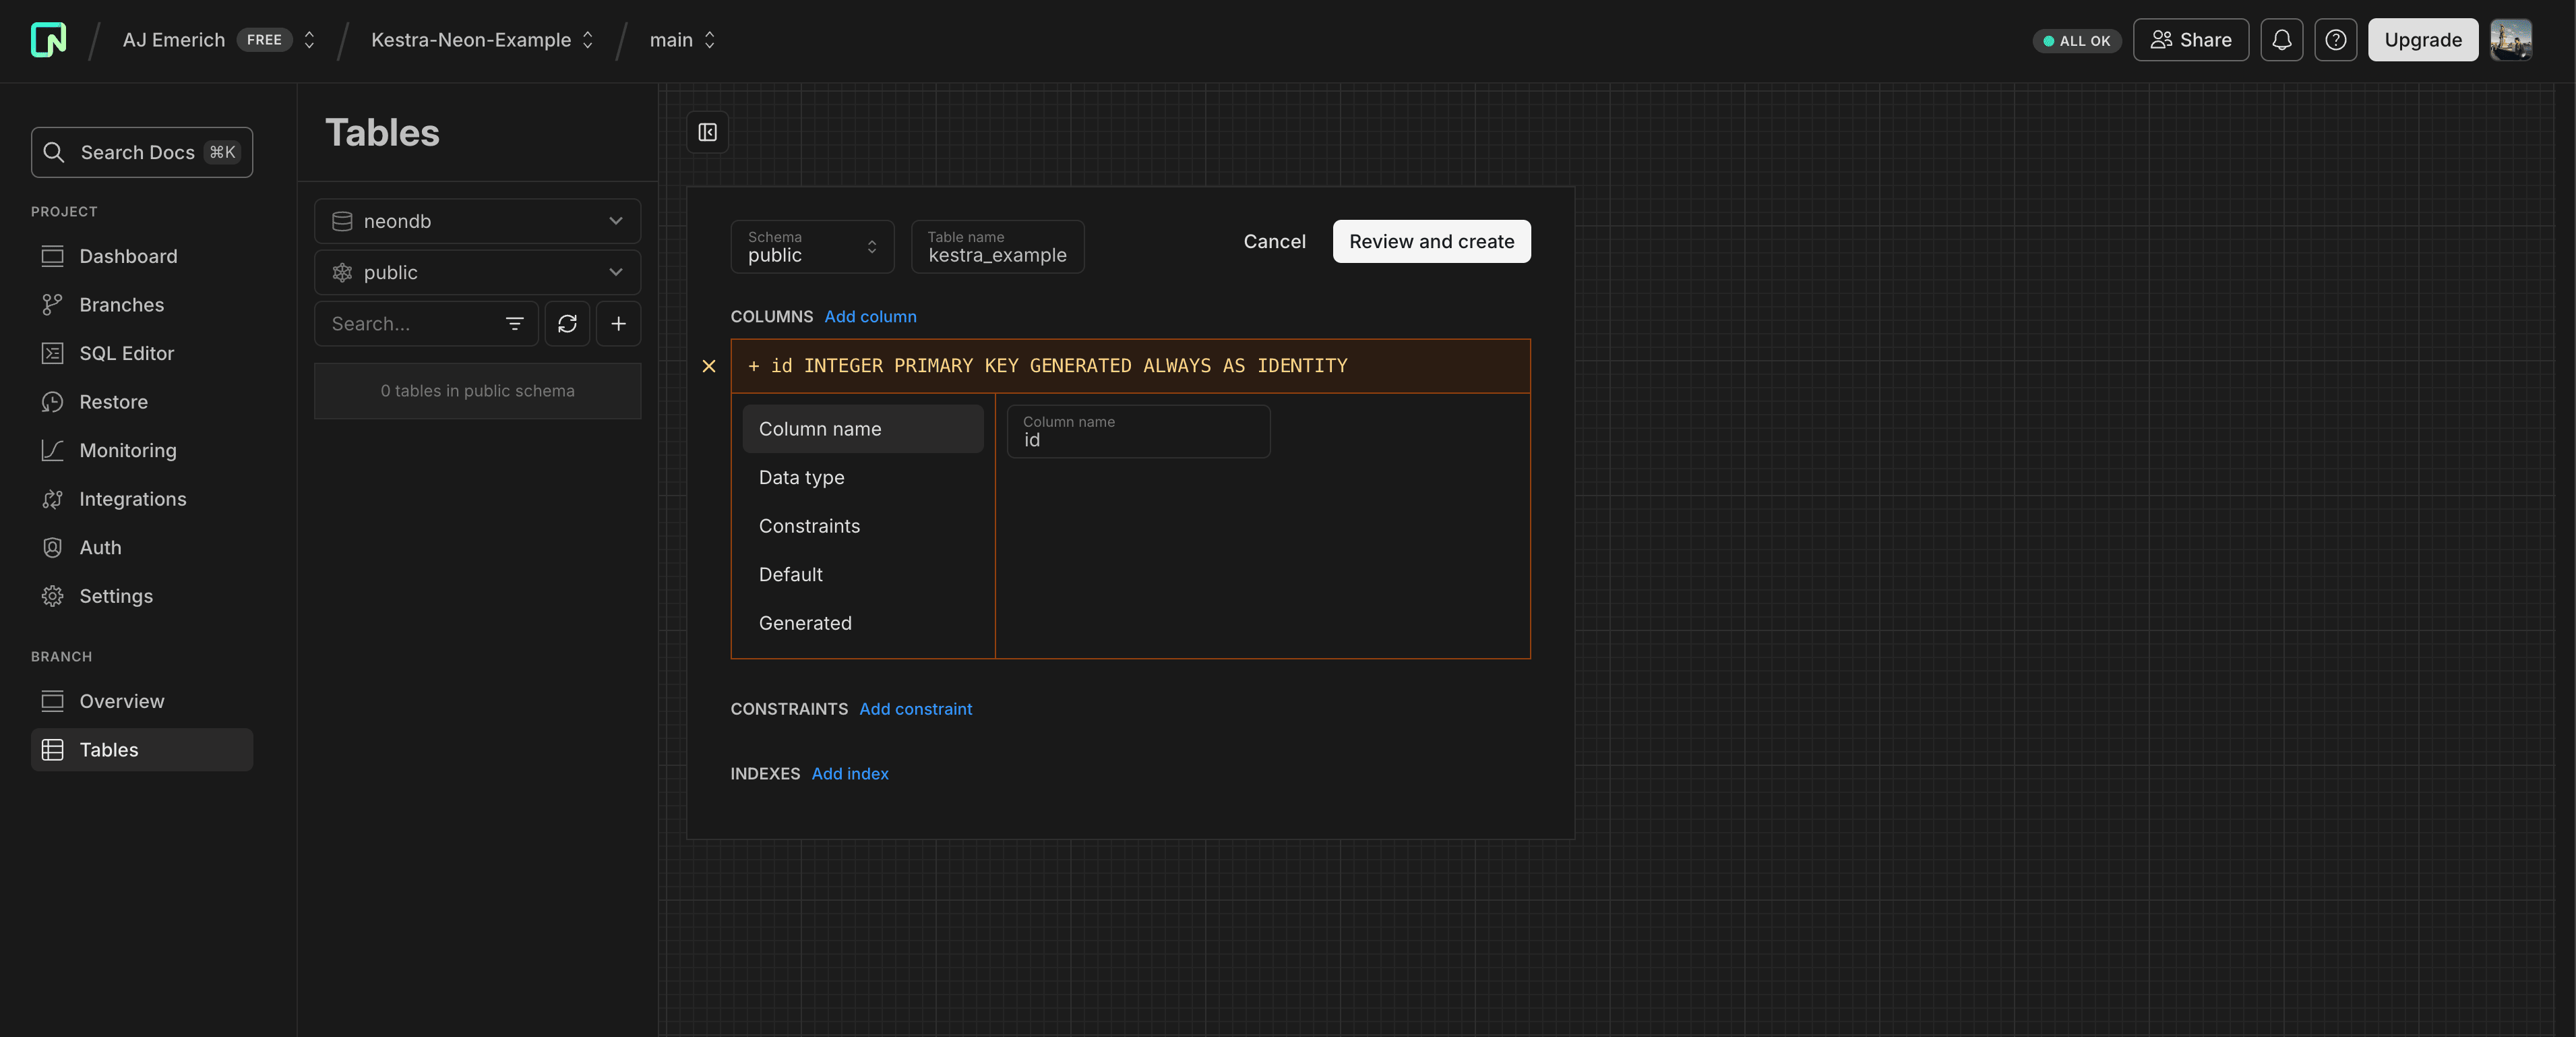 AJ Emerich FREE
Kestra-Neon-Example
main
ALL OK
Share
Upgrade
Search Docs ⌘K
PROJECT
Dashboard
Branches
SQL Editor
Restore
Monitoring
Integrations
Auth
Settings
BRANCH
Overview
Tables
Tables
neondb
public
Search...
0 tables in public schema
Schema
public
Table name
kestra_example
Cancel
Review and create
COLUMNS Add column
+ id INTEGER PRIMARY KEY GENERATED ALWAYS AS IDENTITY
Column name
Data type
Constraints
Default
Generated
Column name
id
CONSTRAINTS Add constraint
INDEXES Add index